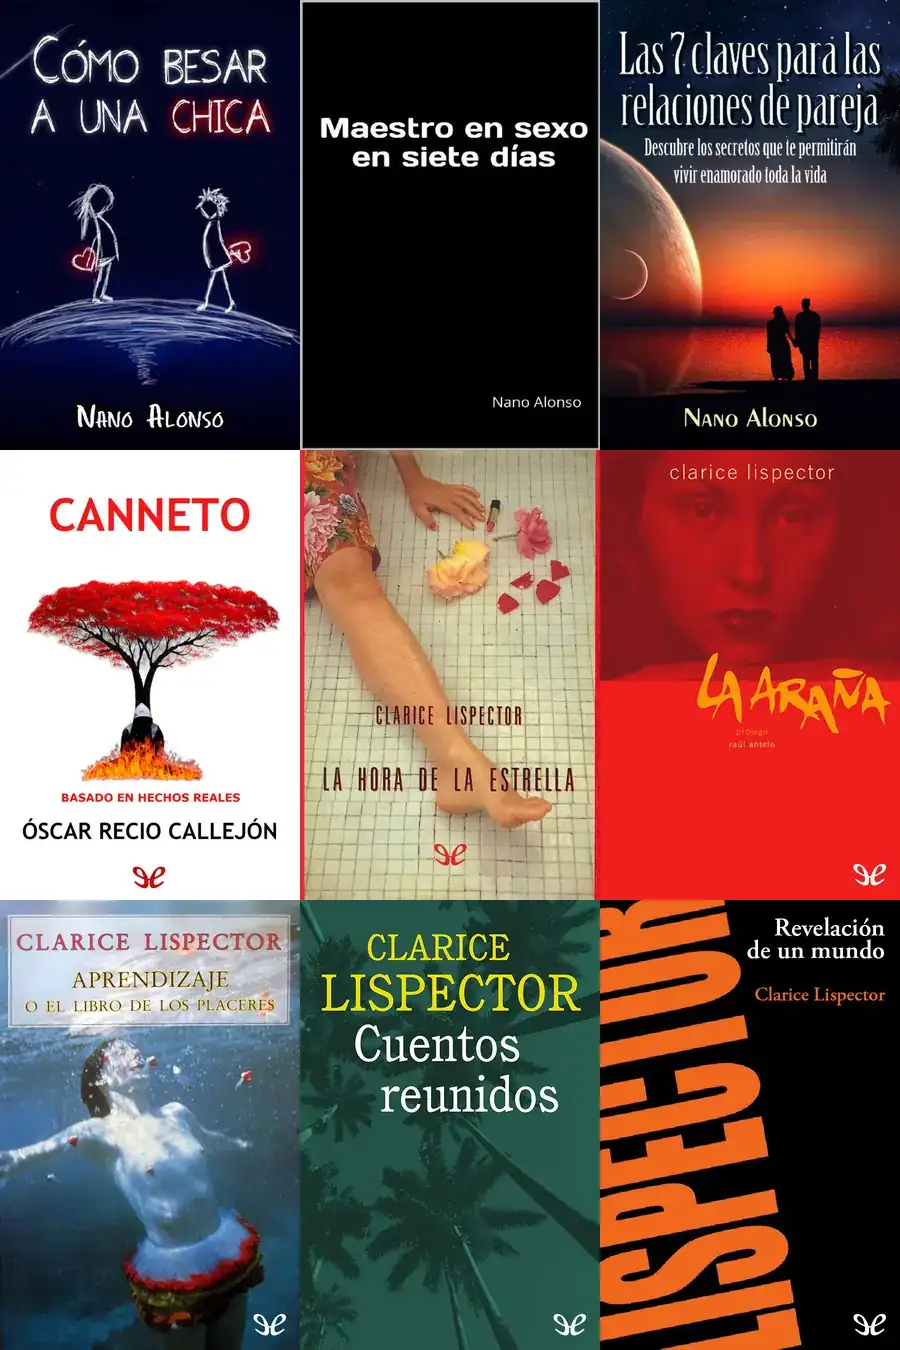 CÓMO BESAR
A UNA CHICA
NANO ALONSO
Maestro en sexo
en siete días
Nano Alonso
Las 7 claves para las
relaciones de pareja
Descubre los secretos que te permitirán
vivir enamorado toda la vida
NANO ALONSO
CANNETO
BASADO EN HECHOS REALES
ÓSCAR RECIO CALLEJÓN
CLARICE LISPECTOR
LA HORA DE LA ESTRELLA
clarice lispector
LA ARAÑA
prólogo
raúl antelo
CLARICE LISPECTOR
APRENDIZAJE
O EL LIBRO DE LOS PLACERES
CLARICE
LISPECTOR
Cuentos
reunidos
LISPECTOR
Revelación
de un mundo
Clarice Lispector